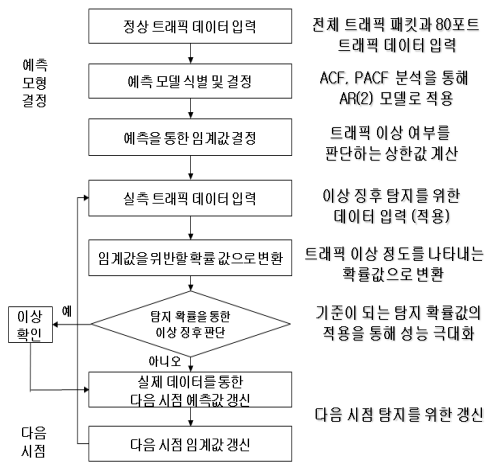 정상 트래픽 데이터 입력
전체 트래픽 패킷과 80포트
트래픽 데이터 입력
예측
모형
결정
예측 모델 식별 및 결정
ACF, PACF 분석을 통해
AR(2) 모델로 적용
예측을 통한 임계값 결정
트래픽 이상 여부를
판단하는 상한값 계산
실측 트래픽 데이터 입력
이상 징후 탐지를 위한
데이터 입력 (적용)
임계값을 위반할 확률 값으로 변환
트래픽 이상 정도를 나타내는
확률값으로 변환
이상
확인
예
탐지 확률을 통한
이상 징후 판단
기준이 되는 탐지 확률값의
적용을 통해 성능 극대화
아니오
실제 데이터를 통한
다음 시점 예측값 갱신
다음 시점 탐지를 위한 갱신
다음
시점
다음 시점 임계값 갱신